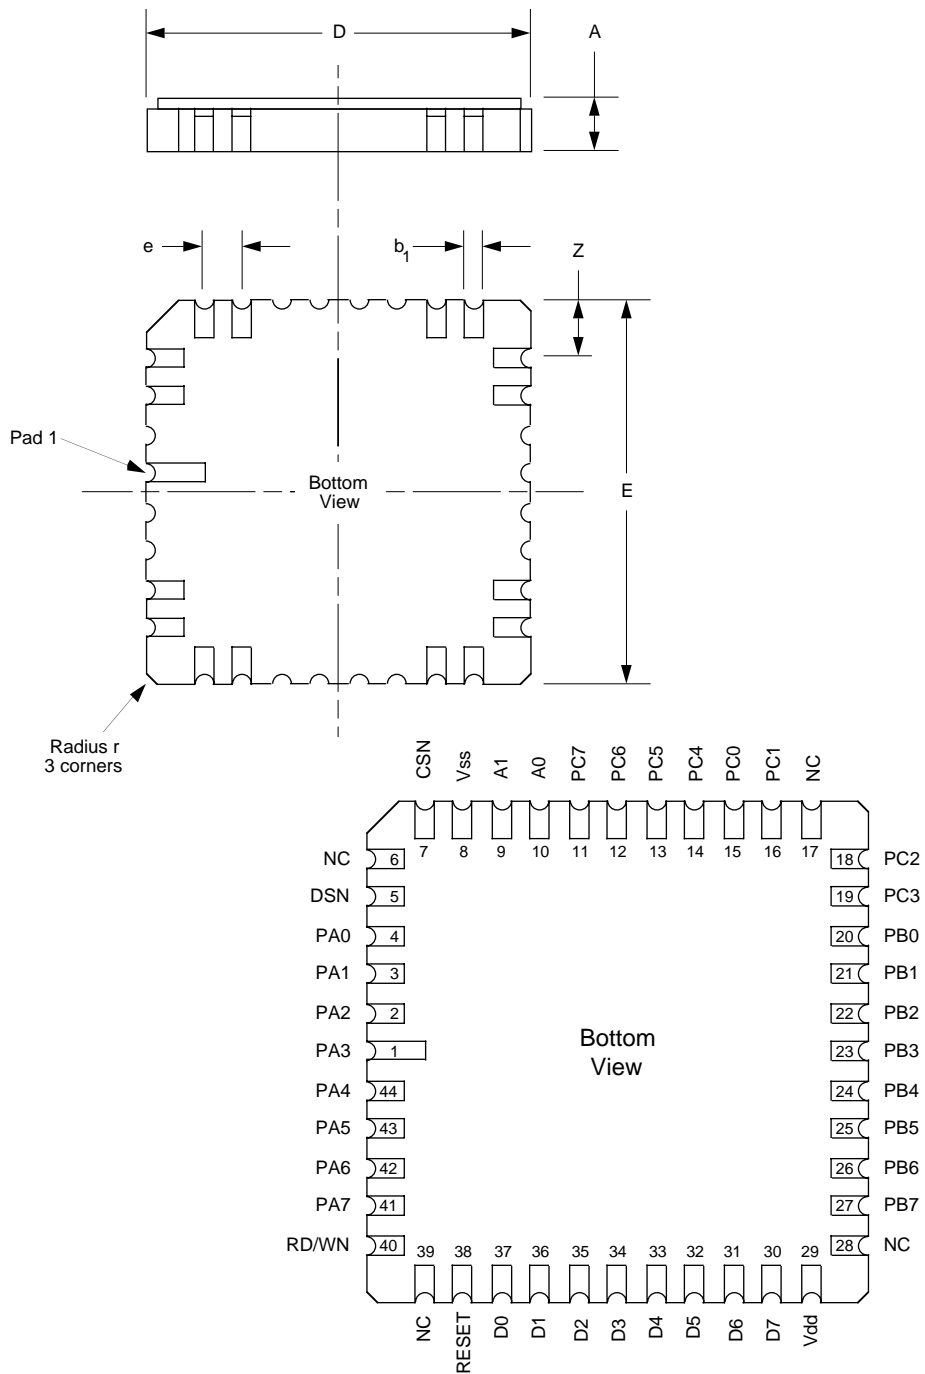 D
A
e
b1
Z
Pad 1
Bottom
View
E
Radius r
3 corners
CSN
Vss
A1
A0
PC7
PC6
PC5
PC4
PC0
PC1
NC
7
8
9
10
11
12
13
14
15
16
17
NC 6
18 PC2
DSN 5
19 PC3
PA0 4
20 PB0
PA1 3
21 PB1
PA2 2
22 PB2
PA3 1
23 PB3
Bottom
View
PA4 44
24 PB4
PA5 43
25 PB5
PA6 42
26 PB6
PA7 41
27 PB7
RD/WN 40
28 NC
39
38
37
36
35
34
33
32
31
30
29
NC
RESET
D0
D1
D2
D3
D4
D5
D6
D7
Vdd